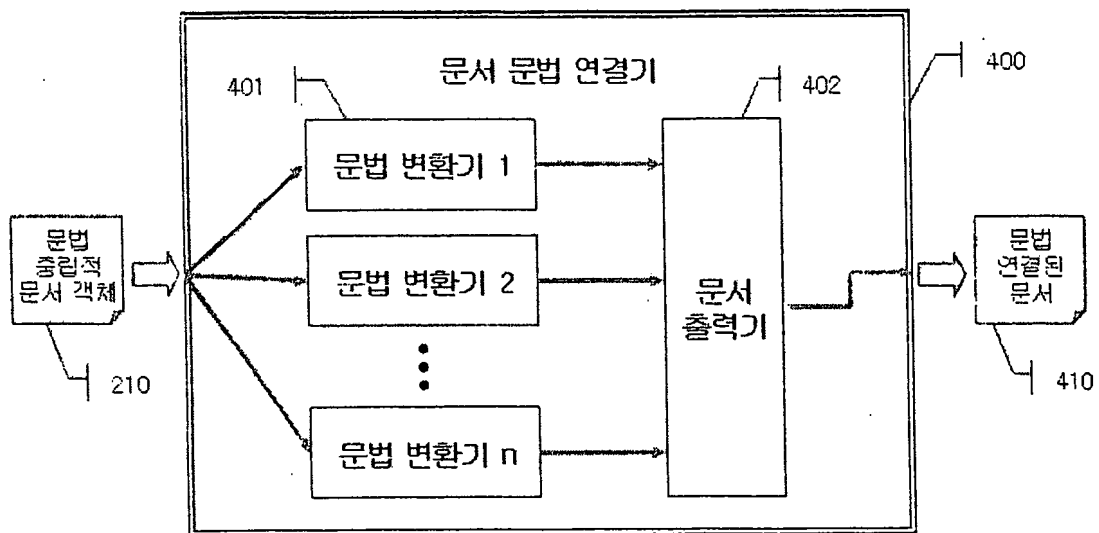 문서 문법 연결기
400
401
402
문법 변환기 1
문법
중립적
문서 객체
210
문법 변환기 2
문서
출력기
문법
연결된
문서
410
문법 변환기 n